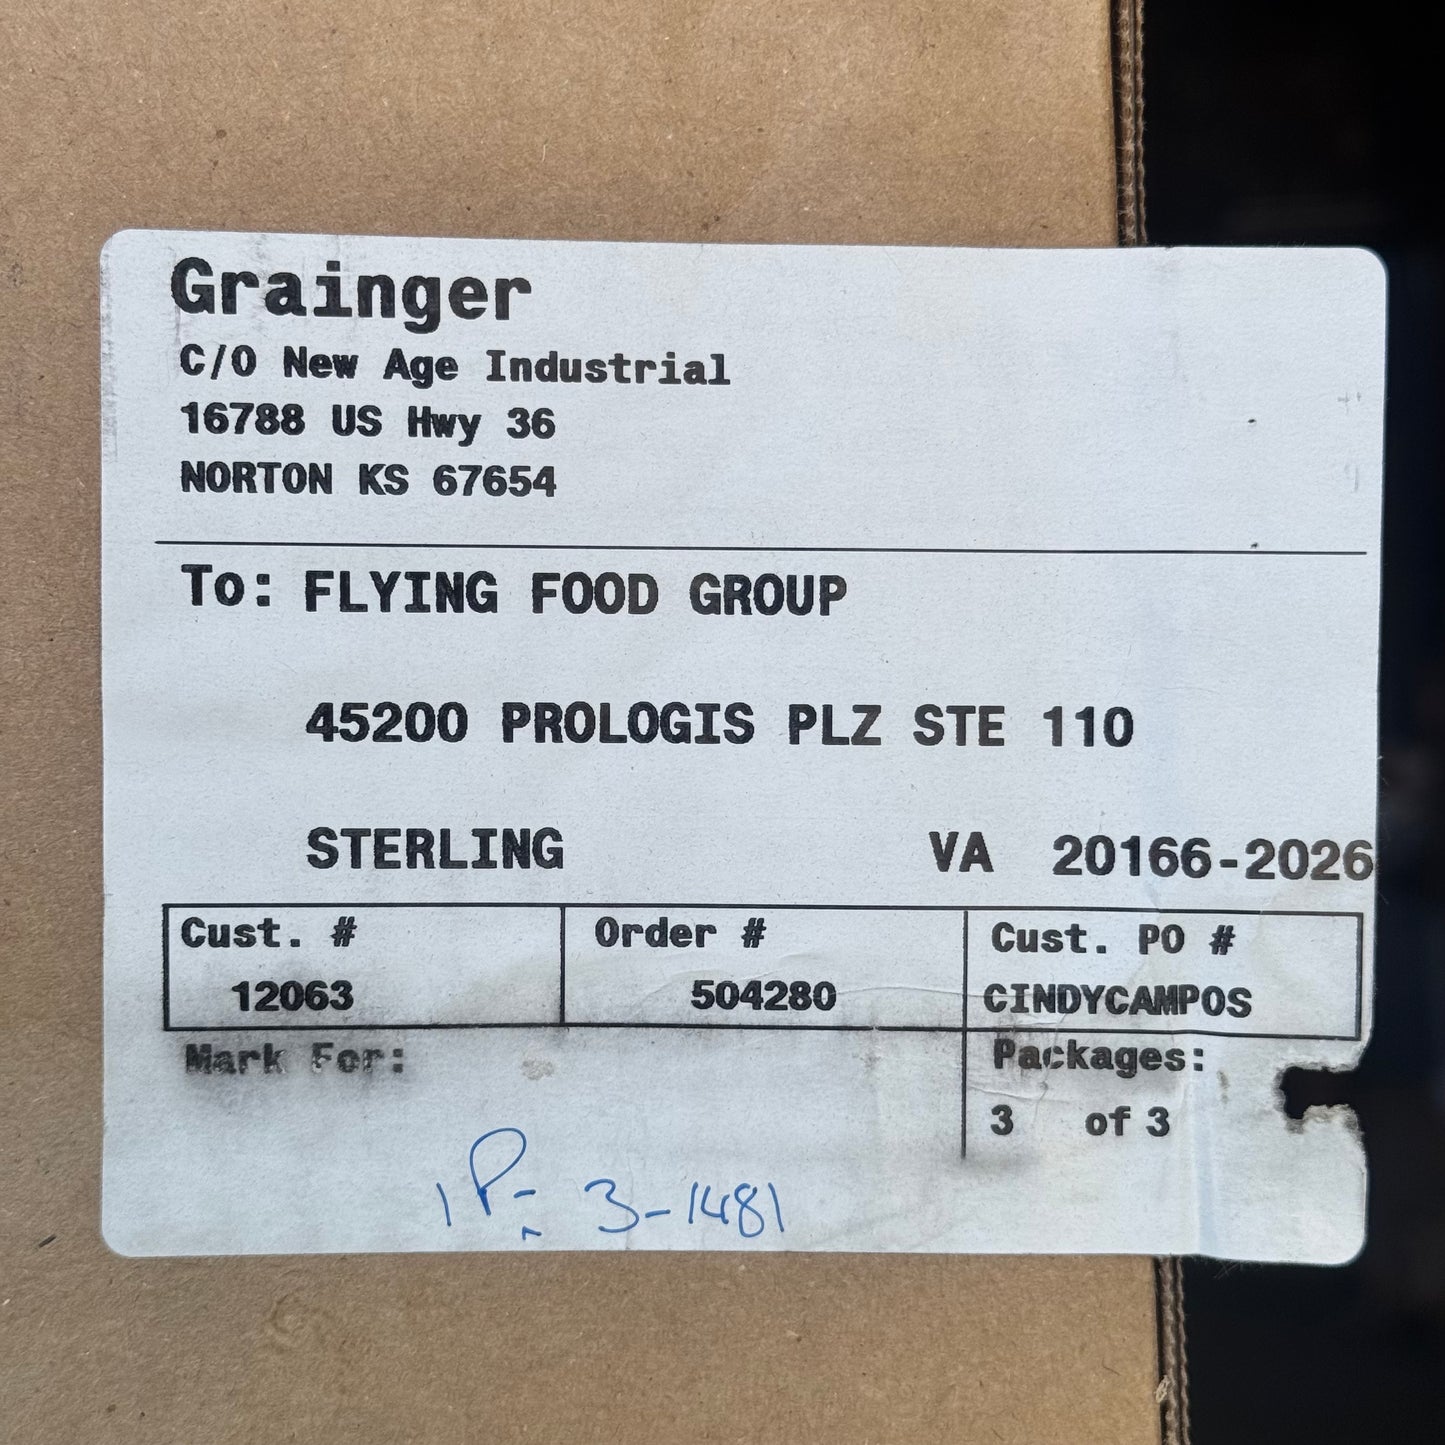 Grainger
C/O New Age Industrial
16788 US Hwy 36
NORTON KS 67654
To: FLYING FOOD GROUP
45200 PROLOGIS PLZ STE 110
STERLING VA 20166-2026
Cust. # Order # Cust. PO #
12063 504280 CINDYCAMPOS
Mark For: Packages:
3 of 3
3-1481